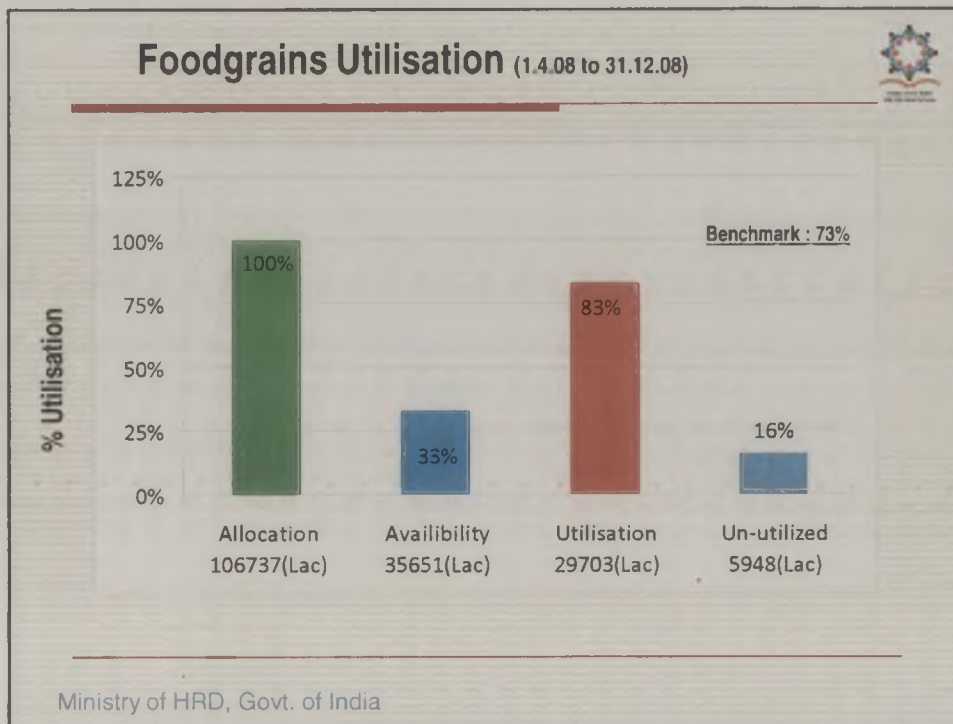 Foodgrains Utilisation (1.4.08 to 31.12.08)
125%
100%
75%
50%
25%
0%
% Utilisation
Benchmark : 73%
100%
33%
83%
16%
Allocation
106737(Lac)
Availibility
35651(Lac)
Utilisation
29703(Lac)
Un-utilized
5948(Lac)
Ministry of HRD, Govt. of India